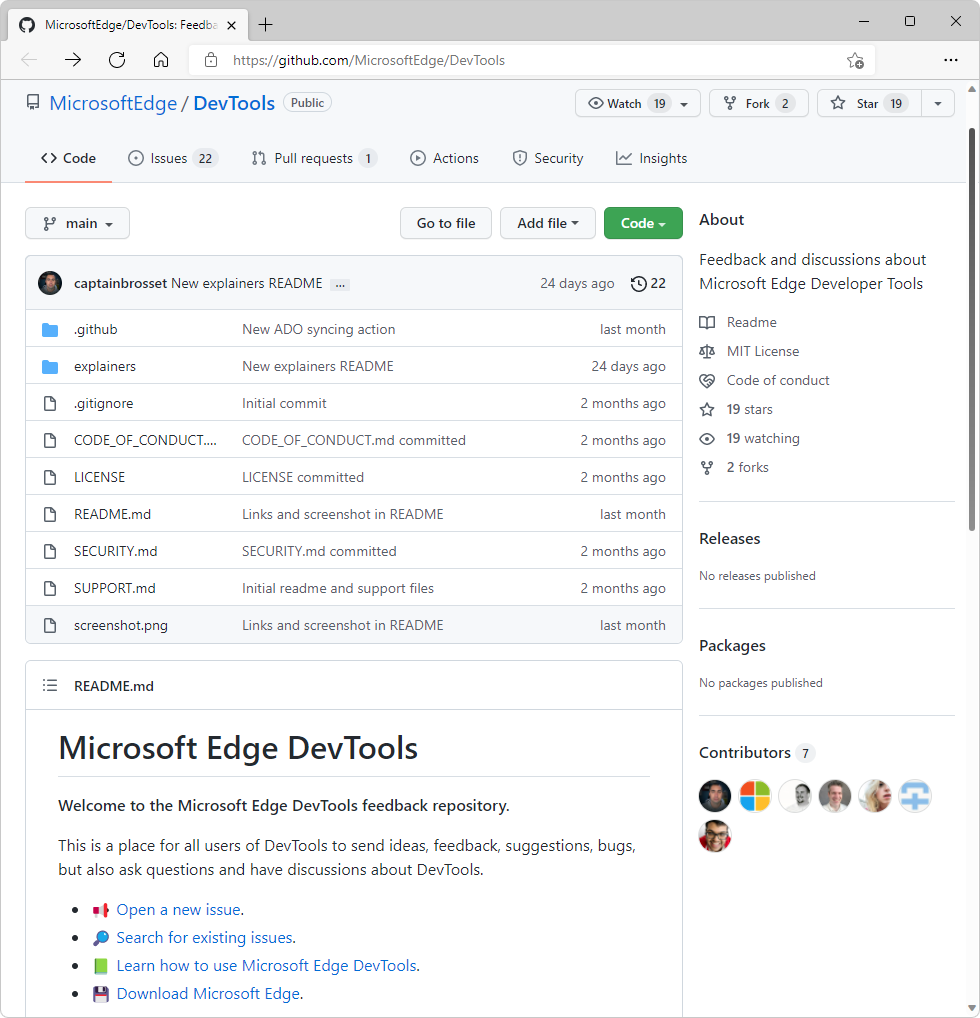 MicrosoftEdge/DevTools: Feedba
https://github.com/MicrosoftEdge/DevTools
MicrosoftEdge / DevTools Public
Watch 19 Fork 2 Star 19
Code Issues 22 Pull requests 1 Actions Security Insights
main Go to file Add file Code
captainbrosset New explainers README ... 24 days ago 22
.github New ADO syncing action last month
explainers New explainers README 24 days ago
.gitignore Initial commit 2 months ago
CODE_OF_CONDUCT.... CODE_OF_CONDUCT.md committed 2 months ago
LICENSE LICENSE committed 2 months ago
README.md Links and screenshot in README last month
SECURITY.md SECURITY.md committed 2 months ago
SUPPORT.md Initial readme and support files 2 months ago
screenshot.png Links and screenshot in README last month
README.md
Microsoft Edge DevTools
Welcome to the Microsoft Edge DevTools feedback repository.
This is a place for all users of DevTools to send ideas, feedback, suggestions, bugs,
but also ask questions and have discussions about DevTools.
Open a new issue.
Search for existing issues.
Learn how to use Microsoft Edge DevTools.
Download Microsoft Edge.
About
Feedback and discussions about
Microsoft Edge Developer Tools
Readme
MIT License
Code of conduct
19 stars
19 watching
2 forks
Releases
No releases published
Packages
No packages published
Contributors 7